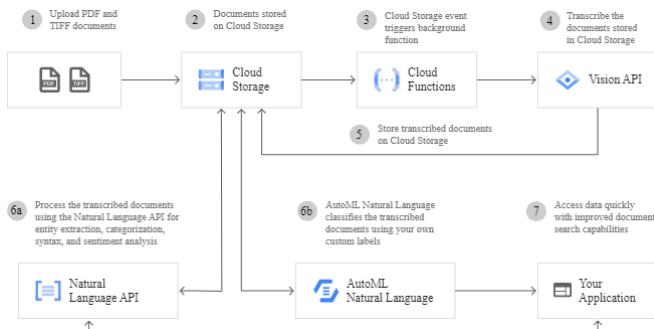 1 Upload PDF and
TIFF documents
2 Documents stored
on Cloud Storage
3 Cloud Storage event
triggers background
function
4 Transcribe the
documents stored
in Cloud Storage
PDF
TIFF
Cloud
Storage
Cloud
Functions
Vision API
5 Store transcribed documents
on Cloud Storage
6a Process the transcribed documents
using the Natural Language API for
entity extraction, categorization,
syntax, and sentiment analysis
6b AutoML Natural Language
classifies the transcribed
documents using your own
custom labels
7 Access data quickly
with improved document
search capabilities
Natural
Language API
AutoML
Natural Language
Your
Application